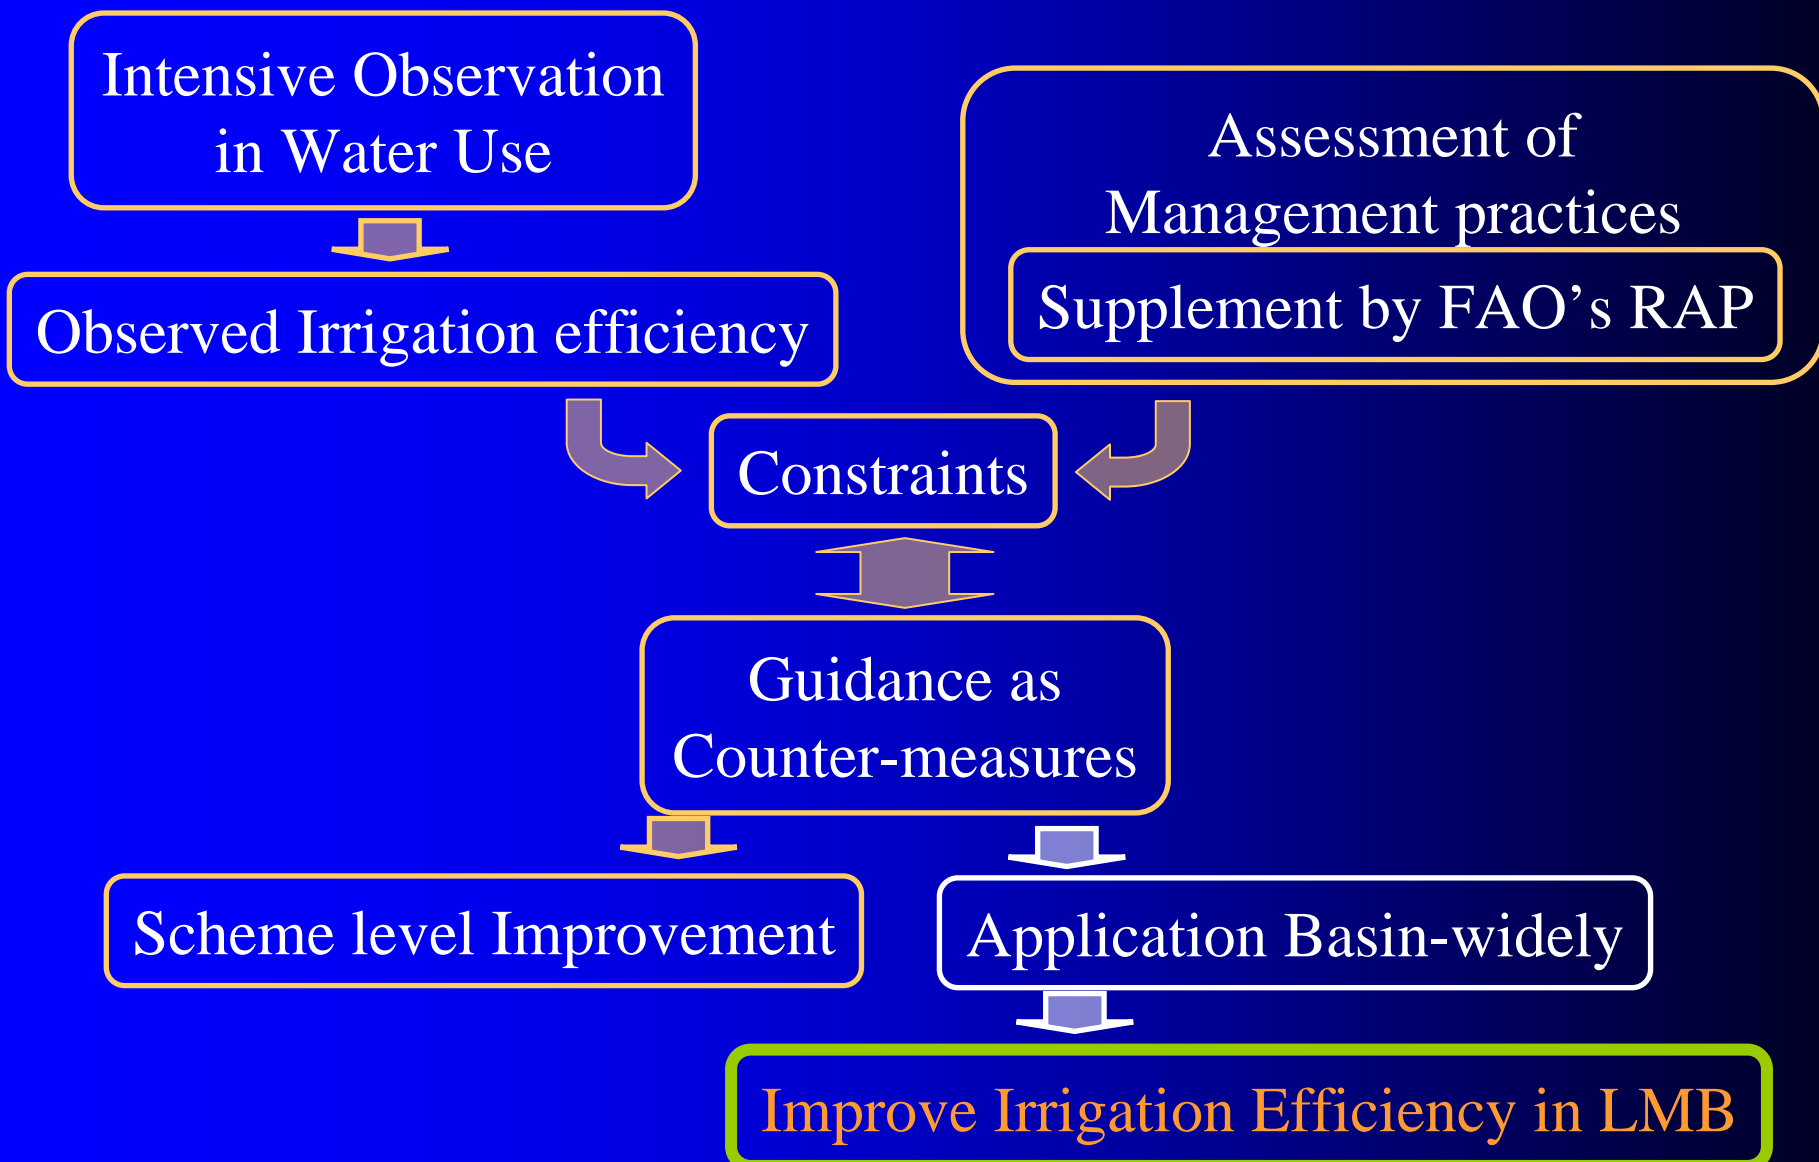 Intensive Observation
in Water Use
Observed Irrigation efficiency
Assessment of
Management practices
Supplement by FAO's RAP
Constraints
Guidance as
Counter-measures
Scheme level Improvement
Application Basin-widely
Improve Irrigation Efficiency in LMB